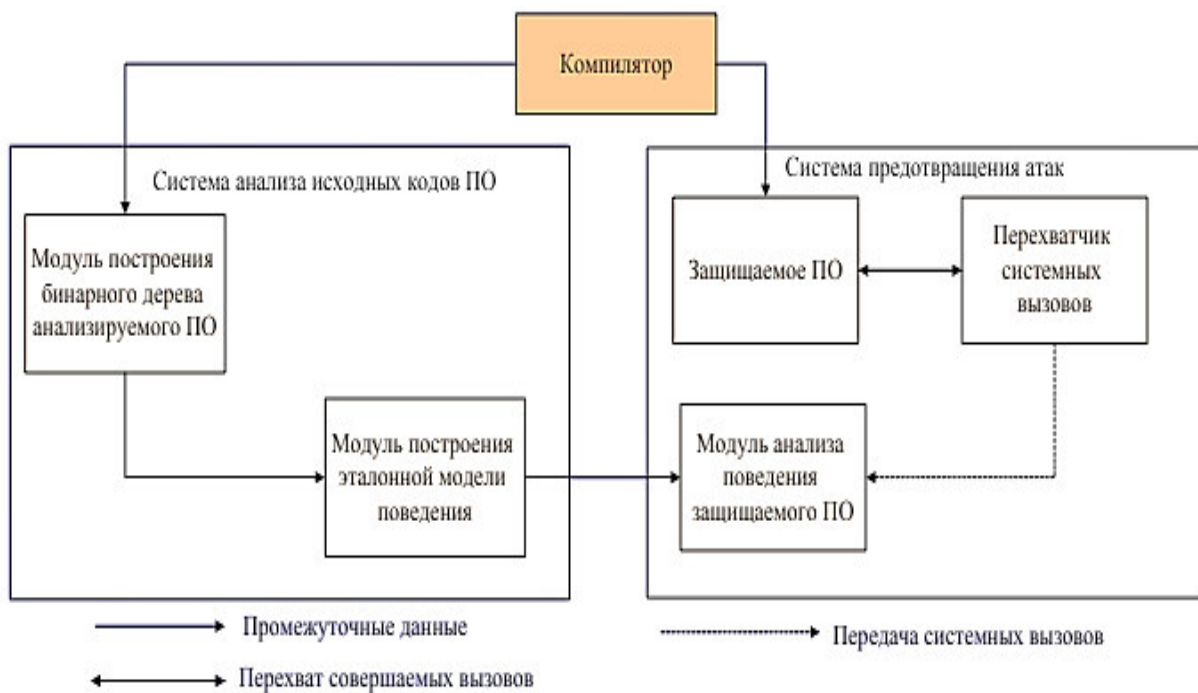 Компилятор
Система анализа исходных кодов ПО
Модуль построения
бинарного дерева
анализируемого ПО
Модуль построения
эталонной модели
поведения
Система предотвращения атак
Защищаемое ПО
Перехватчик
системных
вызовов
Модуль анализа
поведения
защищаемого ПО
Промежуточные данные
Передача системных вызовов
Перехват совершаемых вызовов